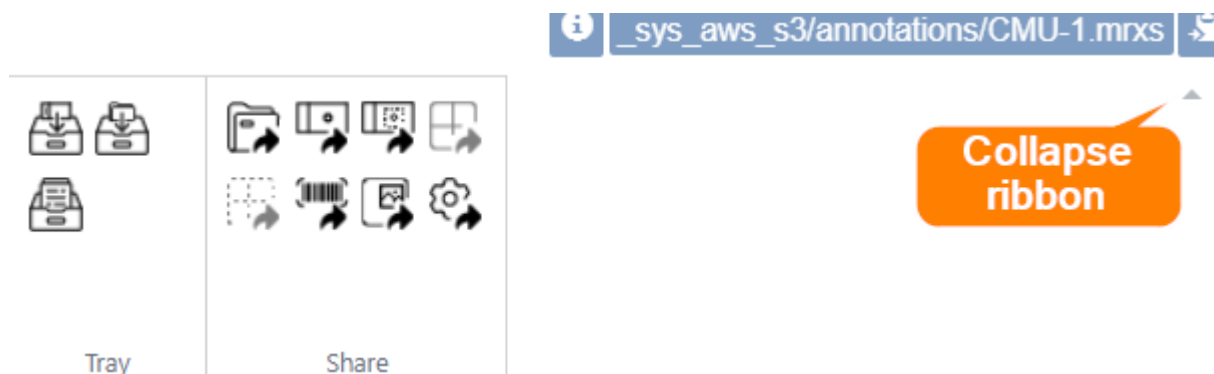 _sys_aws_s3/annotations/CMU-1.mrxs
Collapse
ribbon
Tray
Share